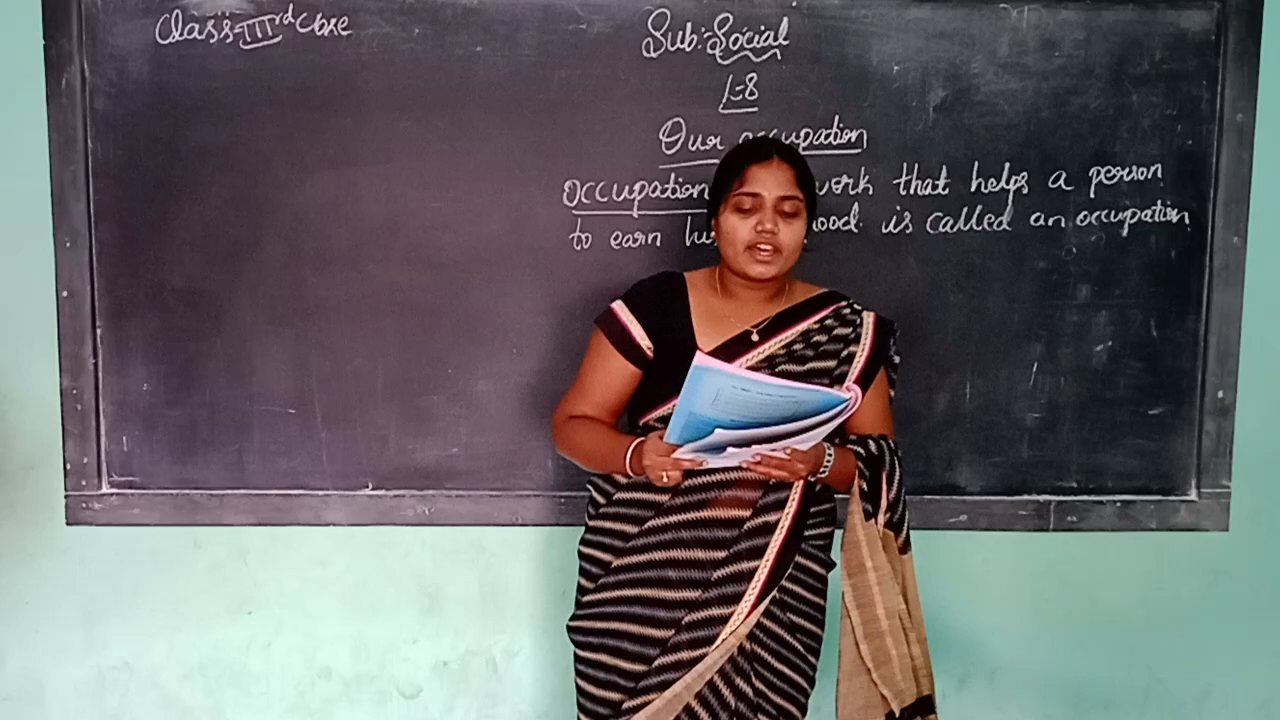 Class-IIIrd Cbse
Sub:-Social
L-8
Our occupation
Occupation work that helps a person
to earn is called an occupation.